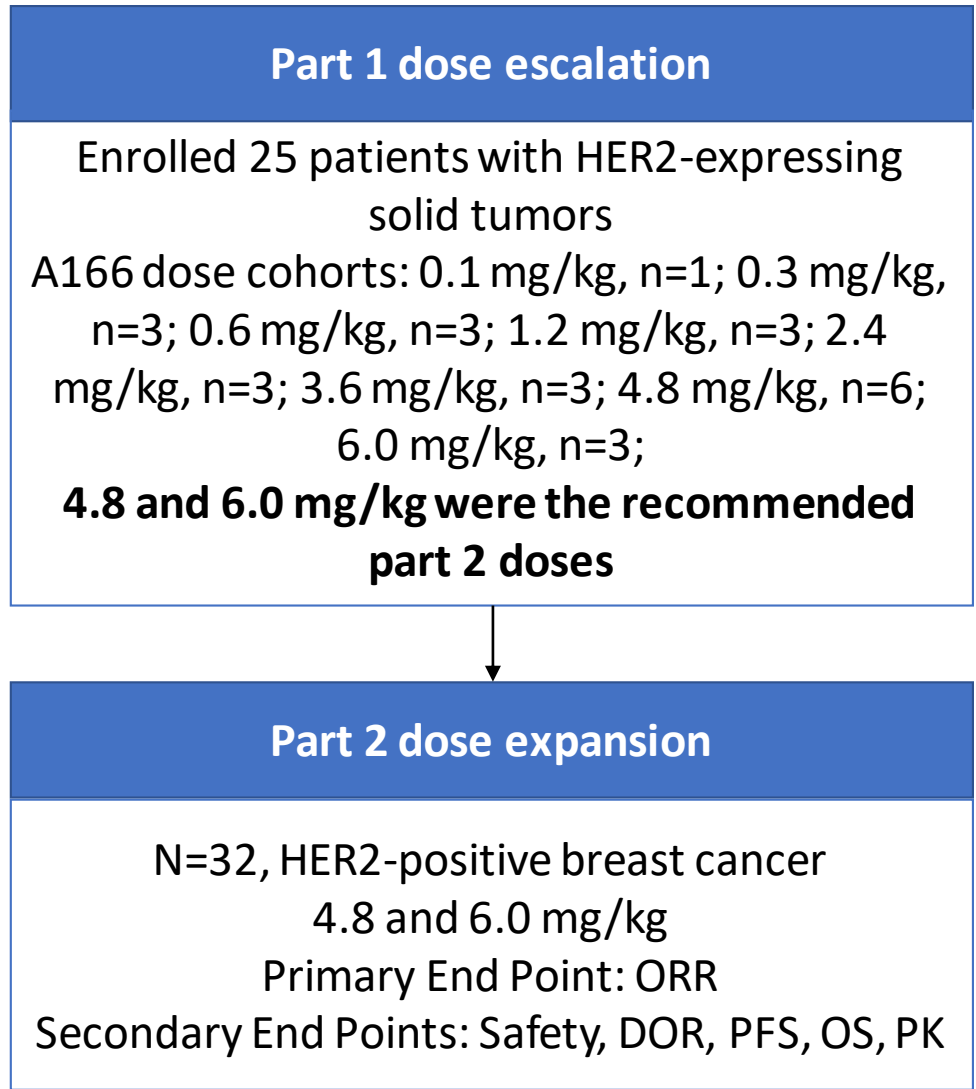 Part 1 dose escalation
Enrolled 25 patients with HER2-expressing
solid tumors
A166 dose cohorts: 0.1 mg/kg, n=1; 0.3 mg/kg,
n=3; 0.6 mg/kg, n=3; 1.2 mg/kg, n=3; 2.4
mg/kg, n=3; 3.6 mg/kg, n=3; 4.8 mg/kg, n=6;
6.0 mg/kg, n=3;
4.8 and 6.0 mg/kg were the recommended
part 2 doses
Part 2 dose expansion
N=32, HER2-positive breast cancer
4.8 and 6.0 mg/kg
Primary End Point: ORR
Secondary End Points: Safety, DOR, PFS, OS, PK